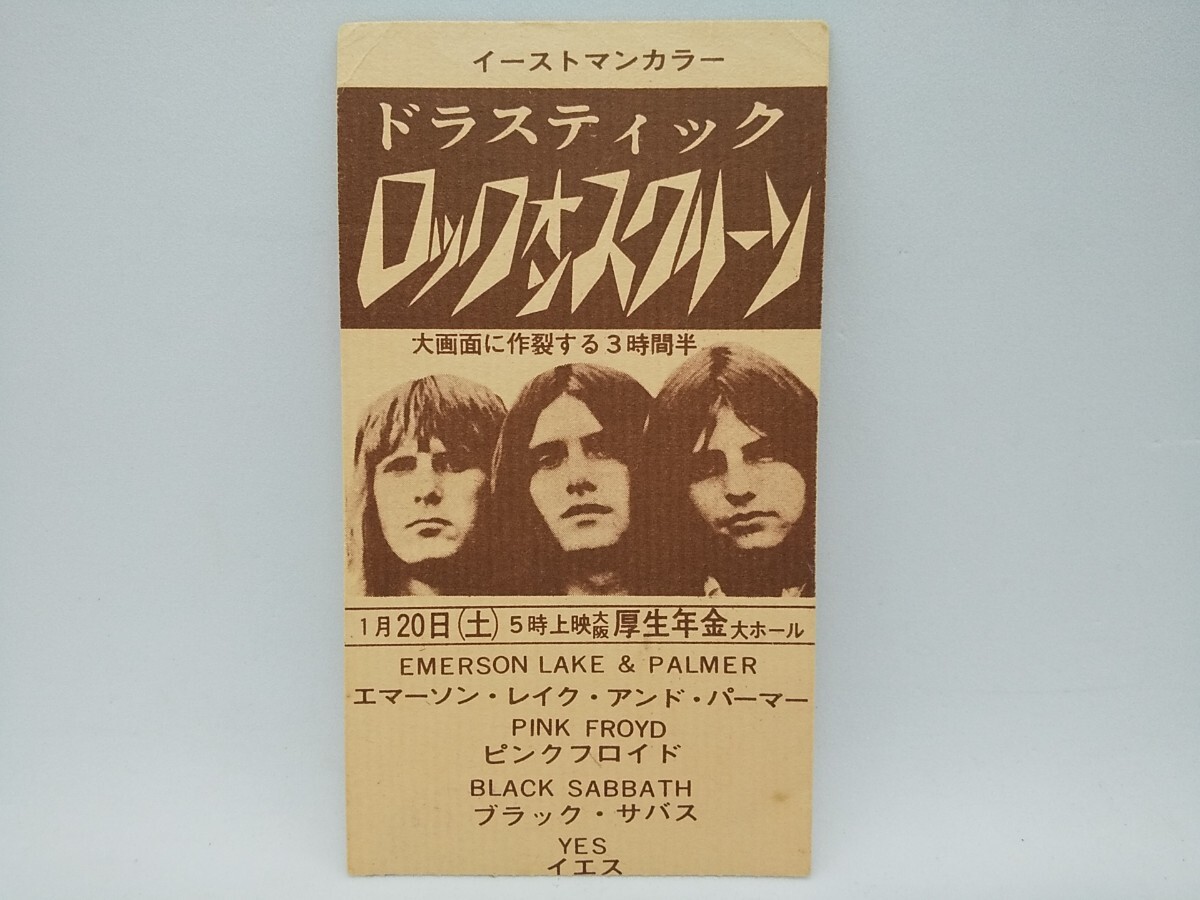 イーストマンカラー
ドラスティック
ロックオンスクリーン
大画面に作裂する3時間半
1月20日(土)5時上映大阪厚生年金大ホール
EMERSON LAKE & PALMER
エマーソン・レイク・アンド・パーマー
PINK FROYD
ピンクフロイド
BLACK SABBATH
ブラック・サバス
YES
イエス